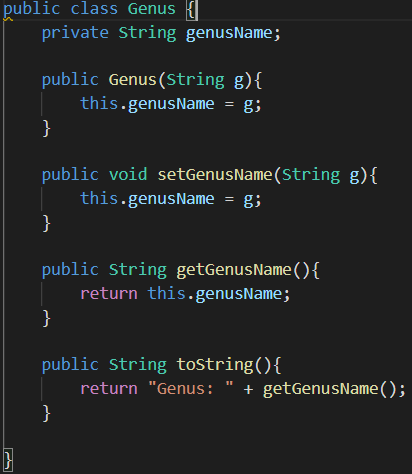 public class Genus {
    private String genusName;

    public Genus(String g){
        this.genusName = g;
    }

    public void setGenusName(String g){
        this.genusName = g;
    }

    public String getGenusName(){
        return this.genusName;
    }

    public String toString(){
        return "Genus: " + getGenusName();
    }

}